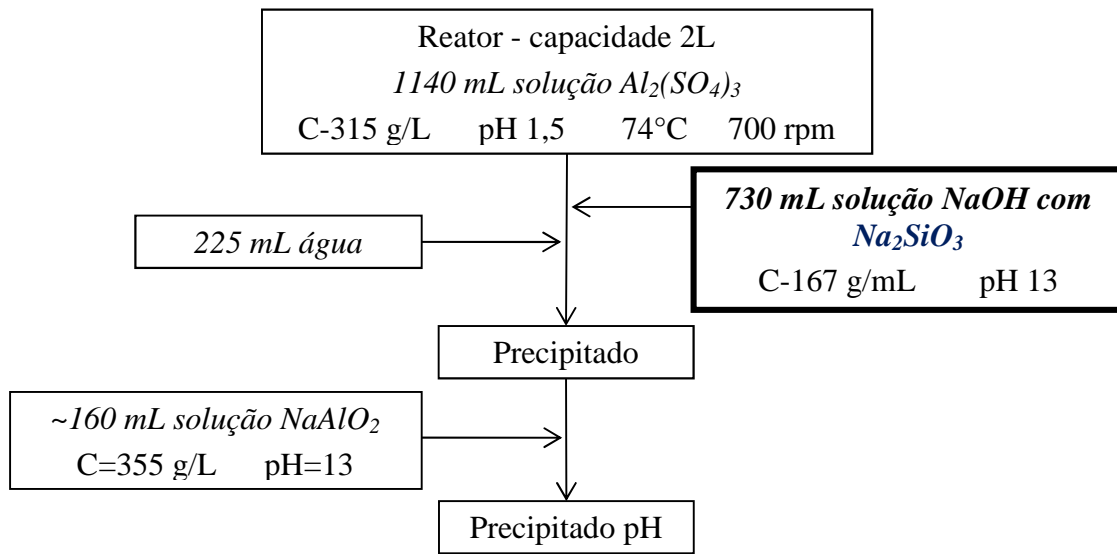 Reator - capacidade 2L
1140 mL solução Al2(SO4)3
C-315 g/L pH 1,5 74°C 700 rpm
730 mL solução NaOH com
Na2SiO3
C-167 g/mL pH 13
225 mL água
Precipitado
~160 mL solução NaAlO2
C=355 g/L pH=13
Precipitado pH